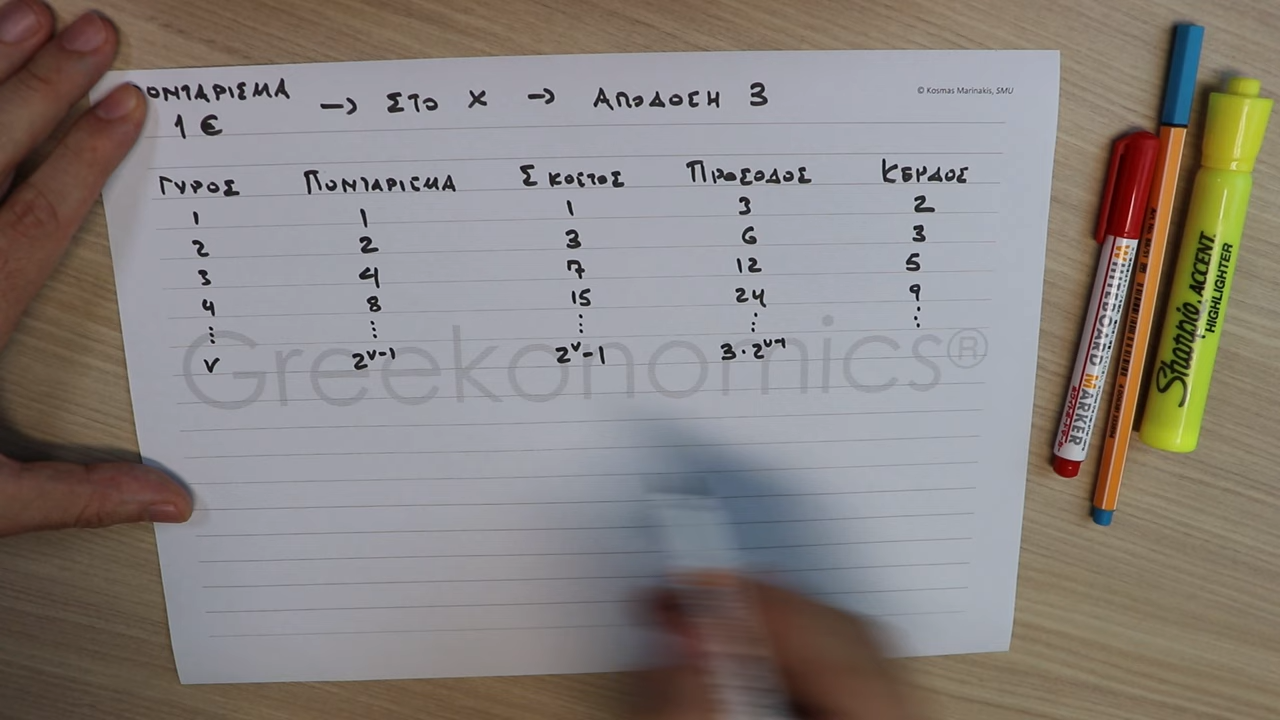 ΠΟΝΤΑΡΙΣΜΑ → ΣΤΟ Χ → ΑΠΟΔΟΣΗ 3
1 €
© Kosmas Marinakis, SMU
ΓΥΡΟΣ ΠΟΝΤΑΡΙΣΜΑ Σ ΚΟΣΤΟΣ ΠΡΟΣΟΔΟΣ ΚΕΡΔΟΣ
1 1 1 3 2
2 2 3 6 3
3 4 7 12 5
4 8 15 24 9
⋮ ⋮ ⋮ ⋮ ⋮
ν 2^ν-1 2^ν-1 3·2^ν-1
Greekonomics®
WHITEBOARD MARKER
Sharpie. ACCENT.
HIGHLIGHTER